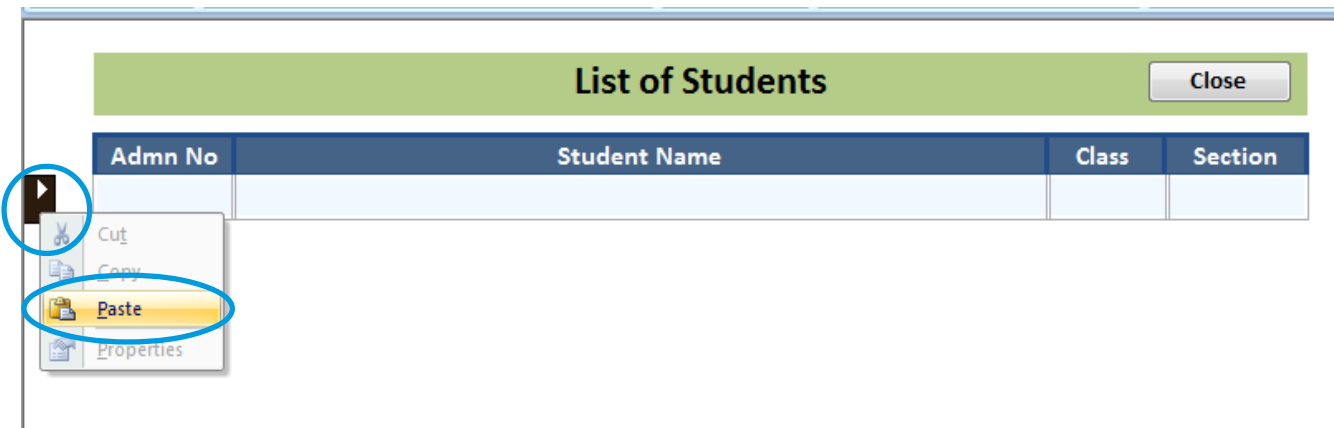 List of Students
Close
Admn No Student Name Class Section
Cut
Copy
Paste
Properties